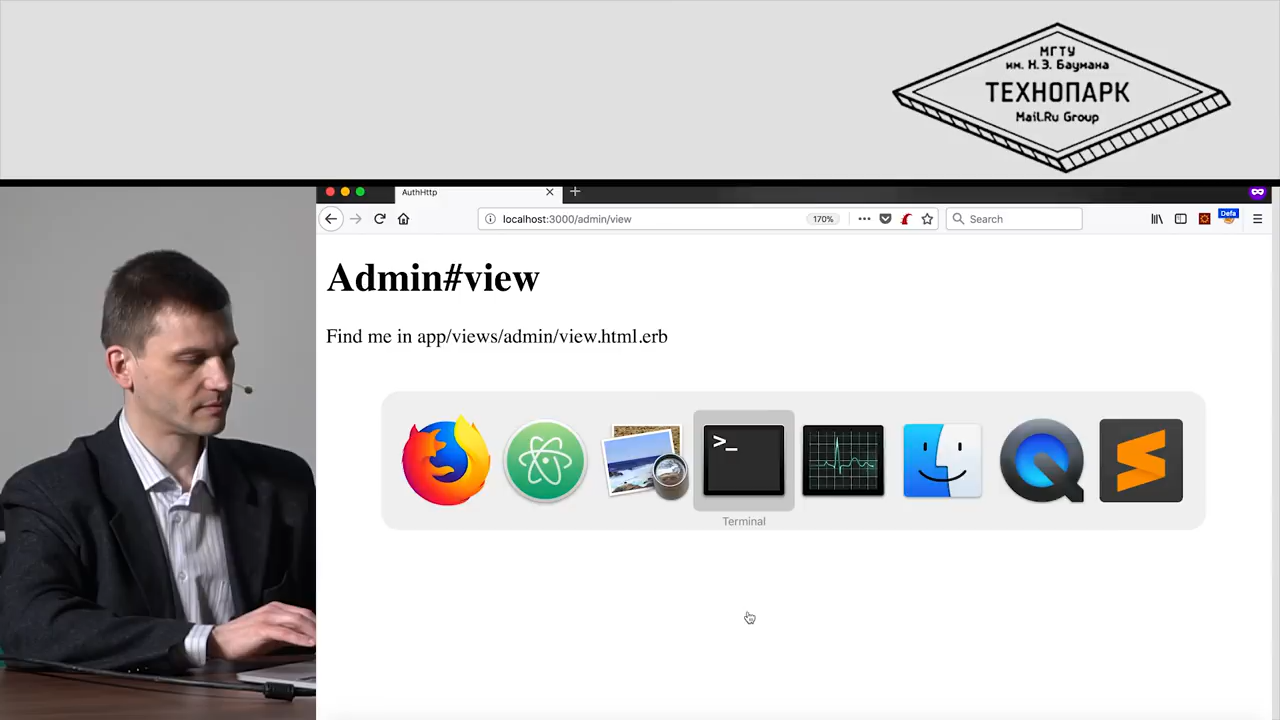 МГТУ
им. Н.Э. Баумана
ТЕХНОПАРК
Mail.Ru Group
AuthHttp
localhost:3000/admin/view
170%
Search
Defa
Admin#view
Find me in app/views/admin/view.html.erb
>_
Terminal